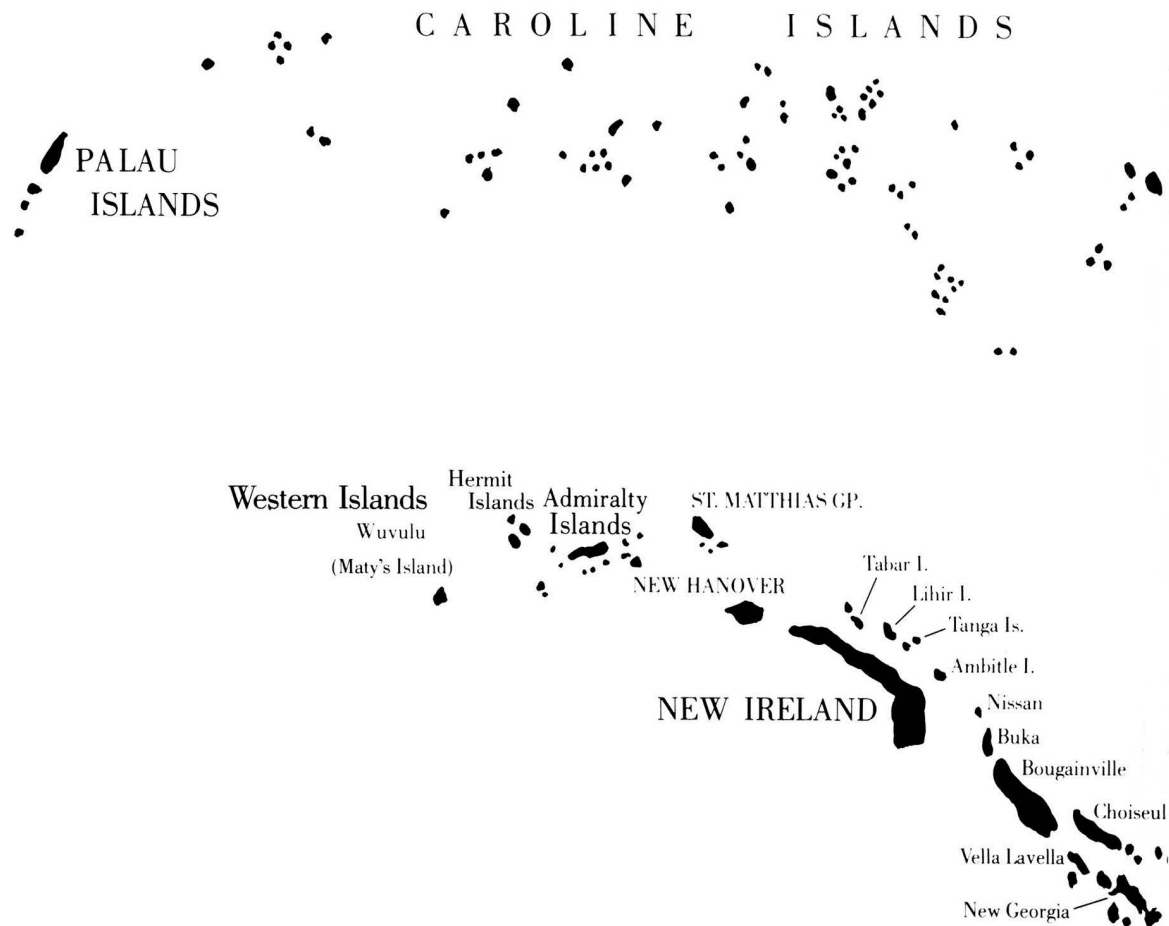 CAROLINE ISLANDS
PALAU
ISLANDS
Western Islands
Wuvulu
(Maty's Island)
Hermit
Islands
Admiralty
Islands
ST. MATTHIAS GP.
NEW HANOVER
Tabar I.
Lihir I.
Tanga Is.
Ambitle I.
NEW IRELAND
Nissan
Buka
Bougainville
Choiseul
Vella Lavella
New Georgia